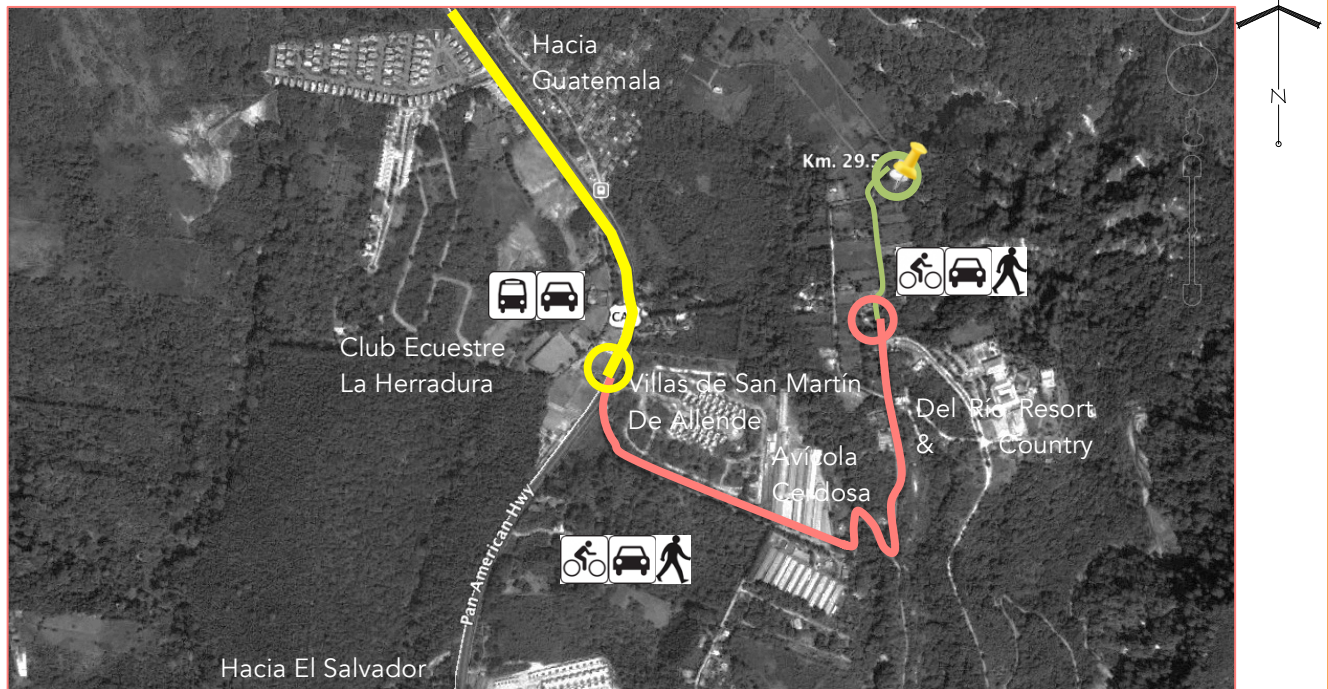 Hacia
Guatemala
N
Km. 29.5
CA
Club Ecuestre
La Herradura
Villas de San Martín
De Allende
Del Río Resort
& Country
Avícola
Cerdosa
Pan-American Hwy
Hacia El Salvador